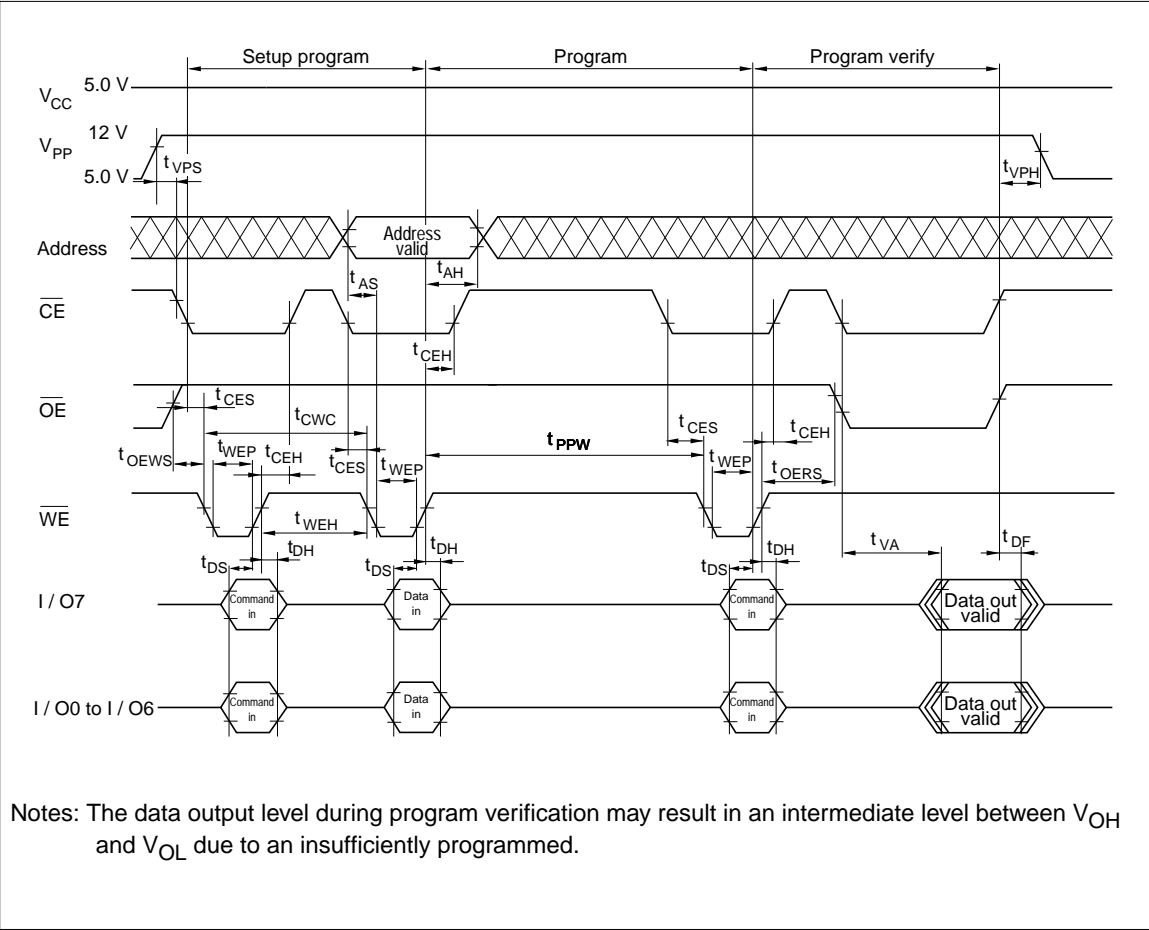 Setup program Program Program verify
VCC 5.0 V
VPP 12 V
5.0 V
tVPS tVPH
Address
Address valid
tAH
tAS
CE
tCEH
OE
tCES tCWC tCES tCEH
tOEWS tWEP tCEH tCES tWEP tPPW tWEP tOERS
WE
tWEH
tDS tDH tDS tDH tDS tDH tVA tDF
I / O7
Command in
Data in
Command in
Data out valid
I / O0 to I / O6
Command in
Data in
Command in
Data out valid
Notes: The data output level during program verification may result in an intermediate level between VOH
and VOL due to an insufficiently programmed.